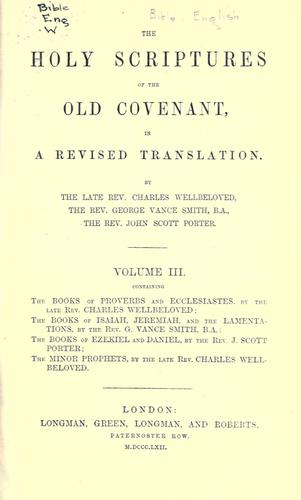 Bible
Eng
W
Bible. English
THE
HOLY SCRIPTURES
OF THE
OLD COVENANT,
IN
A REVISED TRANSLATION.
BY
THE LATE REV. CHARLES WELLBELOVED,
THE REV. GEORGE VANCE SMITH, B.A.,
THE REV. JOHN SCOTT PORTER.
VOLUME III.
CONTAINING
THE BOOKS OF PROVERBS AND ECCLESIASTES, BY THE
LATE REV. CHARLES WELLBELOVED;
THE BOOKS OF ISAIAH, JEREMIAH, AND THE LAMENTA-
TIONS, BY THE REV. G. VANCE SMITH, B.A.;
THE BOOKS OF EZEKIEL AND DANIEL, BY THE REV. J. SCOTT
PORTER;
THE MINOR PROPHETS, BY THE LATE REV. CHARLES WELL-
BELOVED.
LONDON:
LONGMAN, GREEN, LONGMAN, AND ROBERTS.
PATERNOSTER ROW.
M.DCCC.LXII.